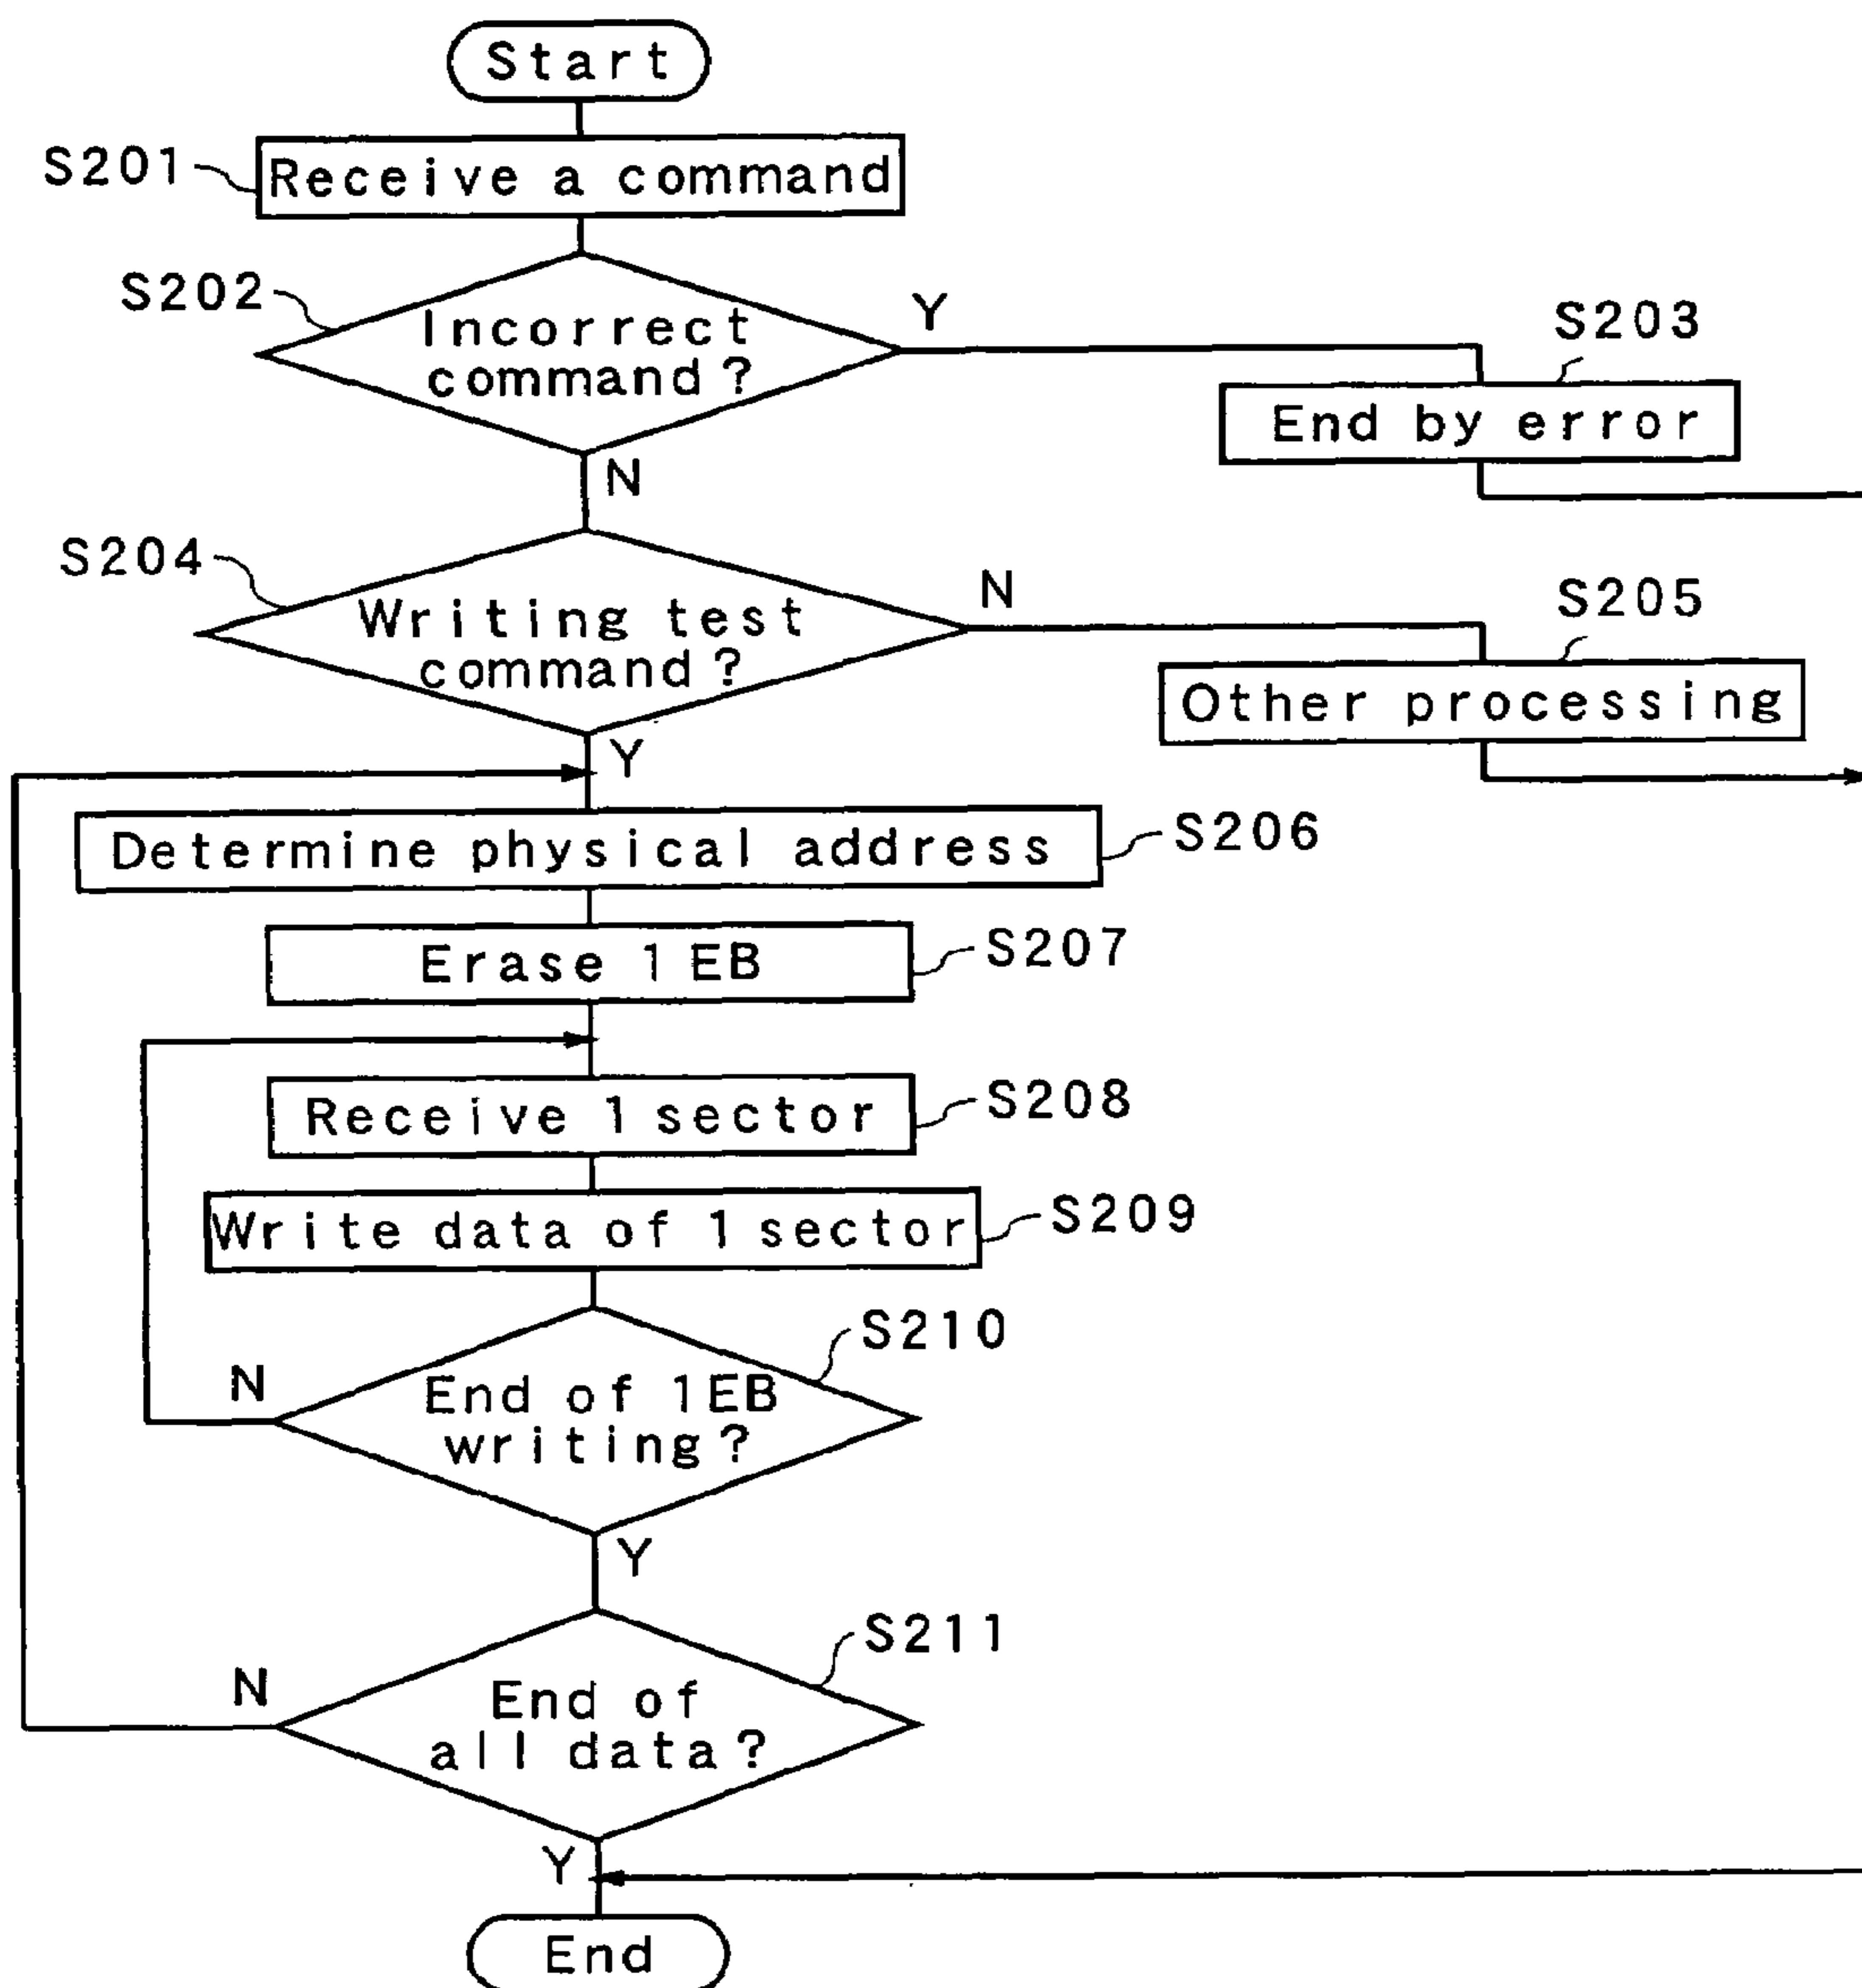 Start
S201
Receive a command
S202
Incorrect
command?
Y
N
S203
End by error
S204
Writing test
command?
N
Y
S205
Other processing
Determine physical address
S206
Erase 1EB
S207
Receive 1 sector
S208
Write data of 1 sector
S209
S210
End of 1EB
writing?
N
Y
S211
End of
all data?
N
Y
End